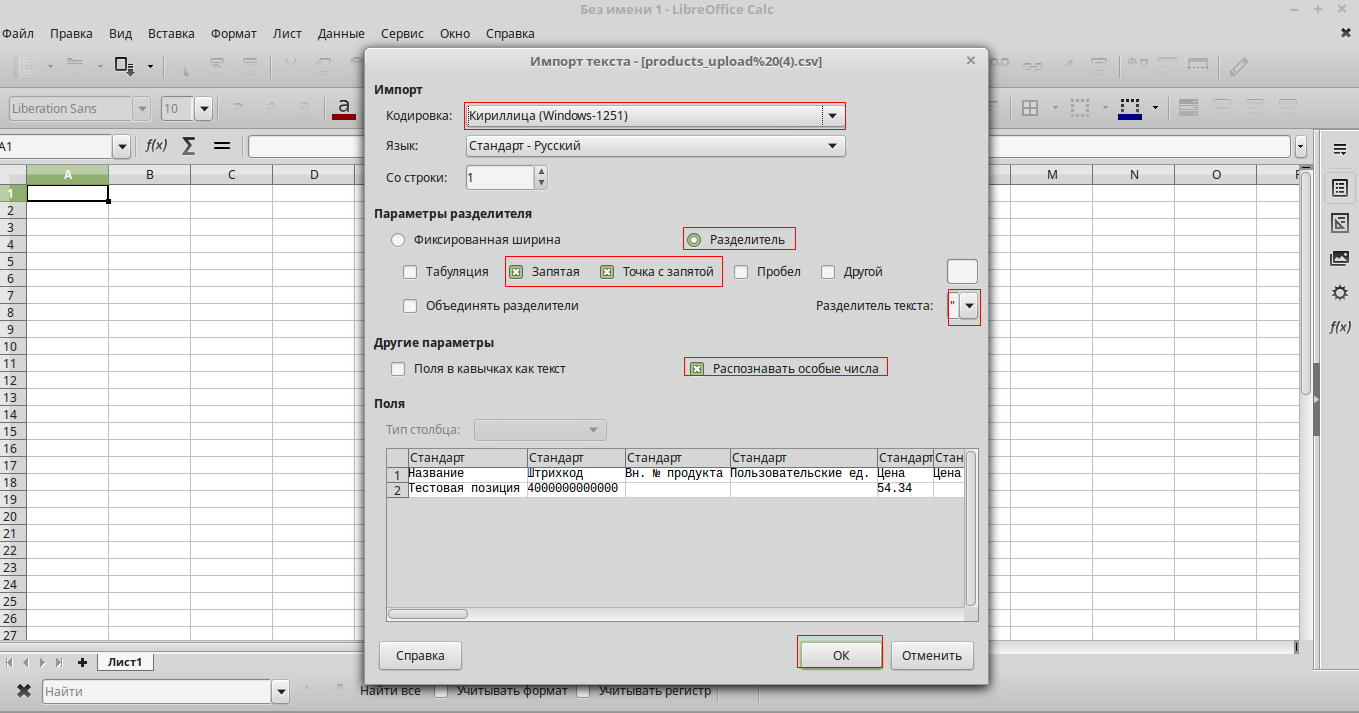 Без имени 1 - LibreOffice Calc
Файл Правка Вид Вставка Формат Лист Данные Сервис Окно Справка
Импорт текста - [products_upload%20(4).csv]
Импорт
Liberation Sans 10 a
Кодировка: Кириллица (Windows-1251)
A1 f(x) Σ =
Язык: Стандарт - Русский
A B C D M N O
Со строки: 1
Параметры разделителя
Фиксированная ширина Разделитель
Табуляция Запятая Точка с запятой Пробел Другой
Объединять разделители Разделитель текста: "
f(x)
Другие параметры
Поля в кавычках как текст Распознавать особые числа
Поля
Тип столбца:
Стандарт Стандарт Стандарт Стандарт Стандарт Стан
1 Название Штрихкод Вн. № продукта Пользовательские ед. Цена Цена
2 Тестовая позиция 4000000000000 54.34
1
2
3
4
5
6
7
8
9
10
11
12
13
14
15
16
17
18
19
20
21
22
23
24
25
26
27
Справка ОК Отменить
Лист1
Найти Найти все Учитывать формат Учитывать регистр